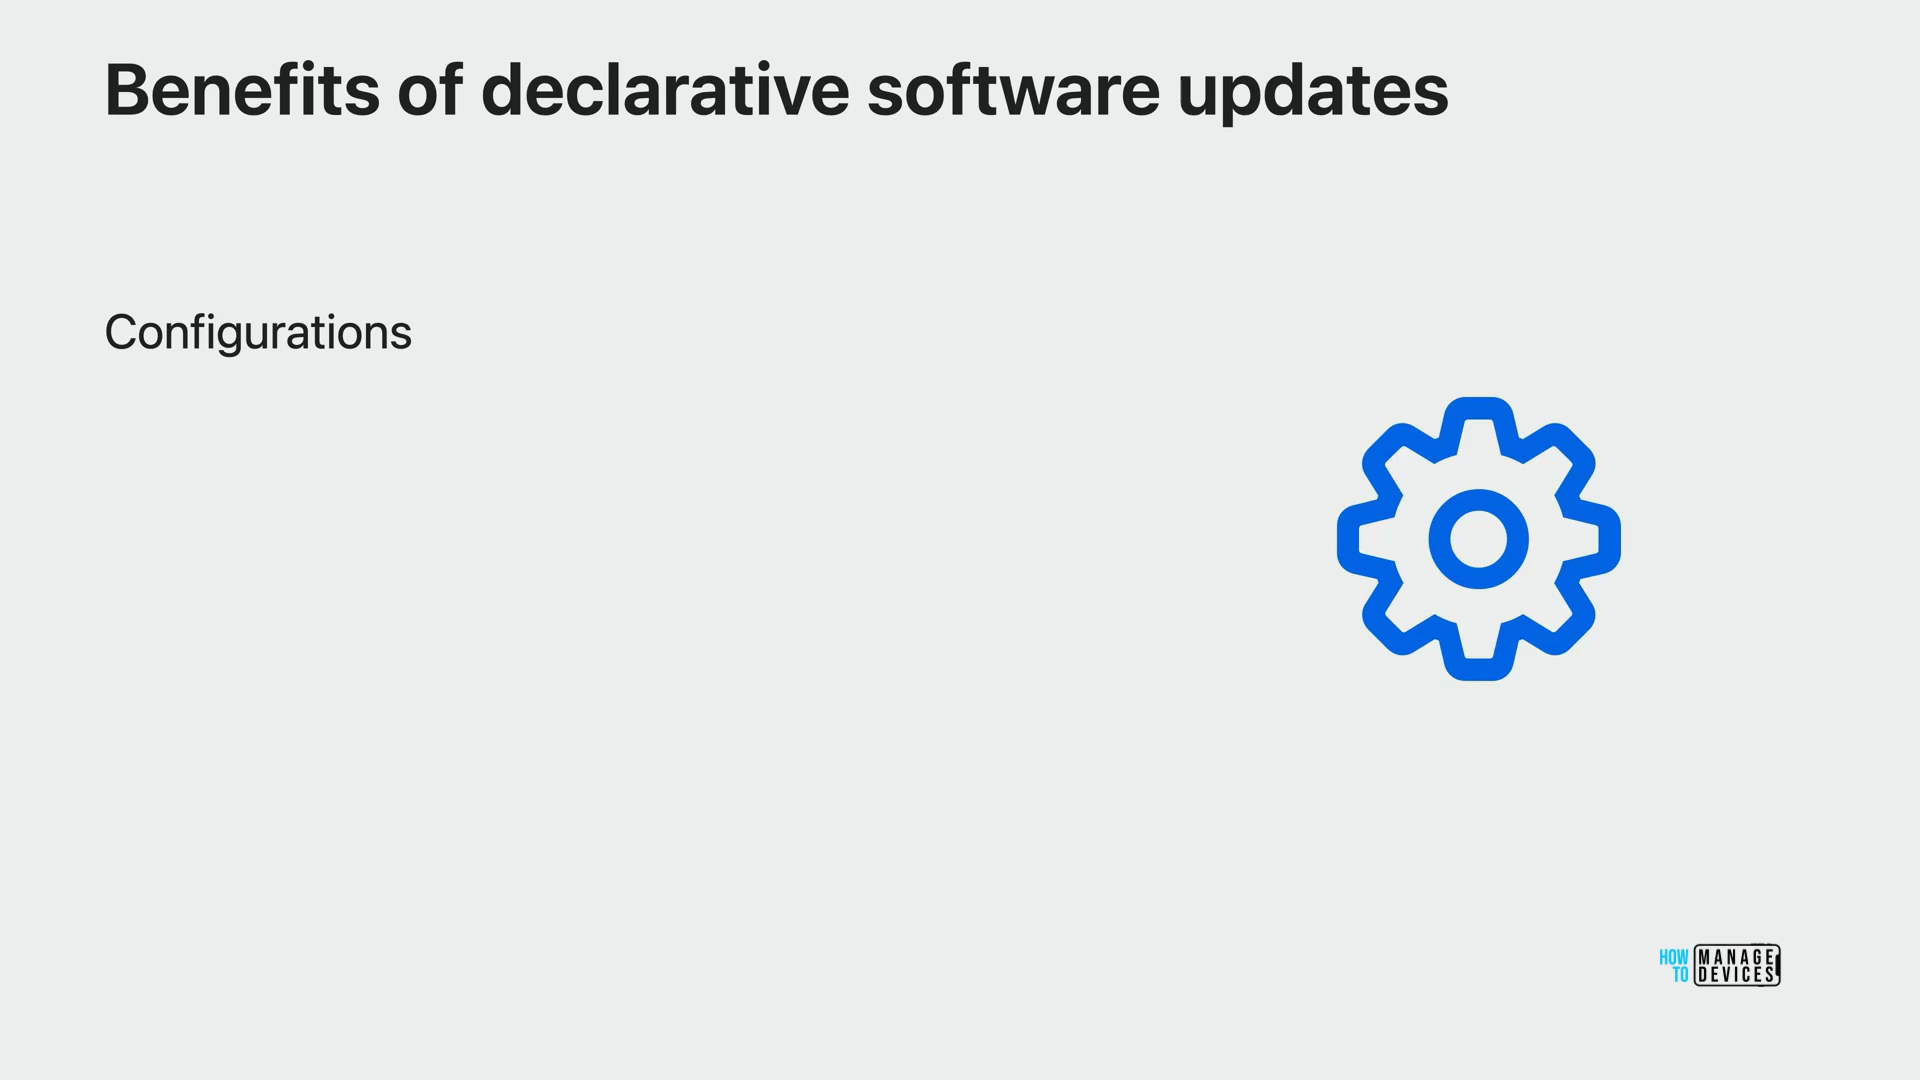 Benefits of declarative software updates
Configurations
HOW TO
MANAGE DEVICES